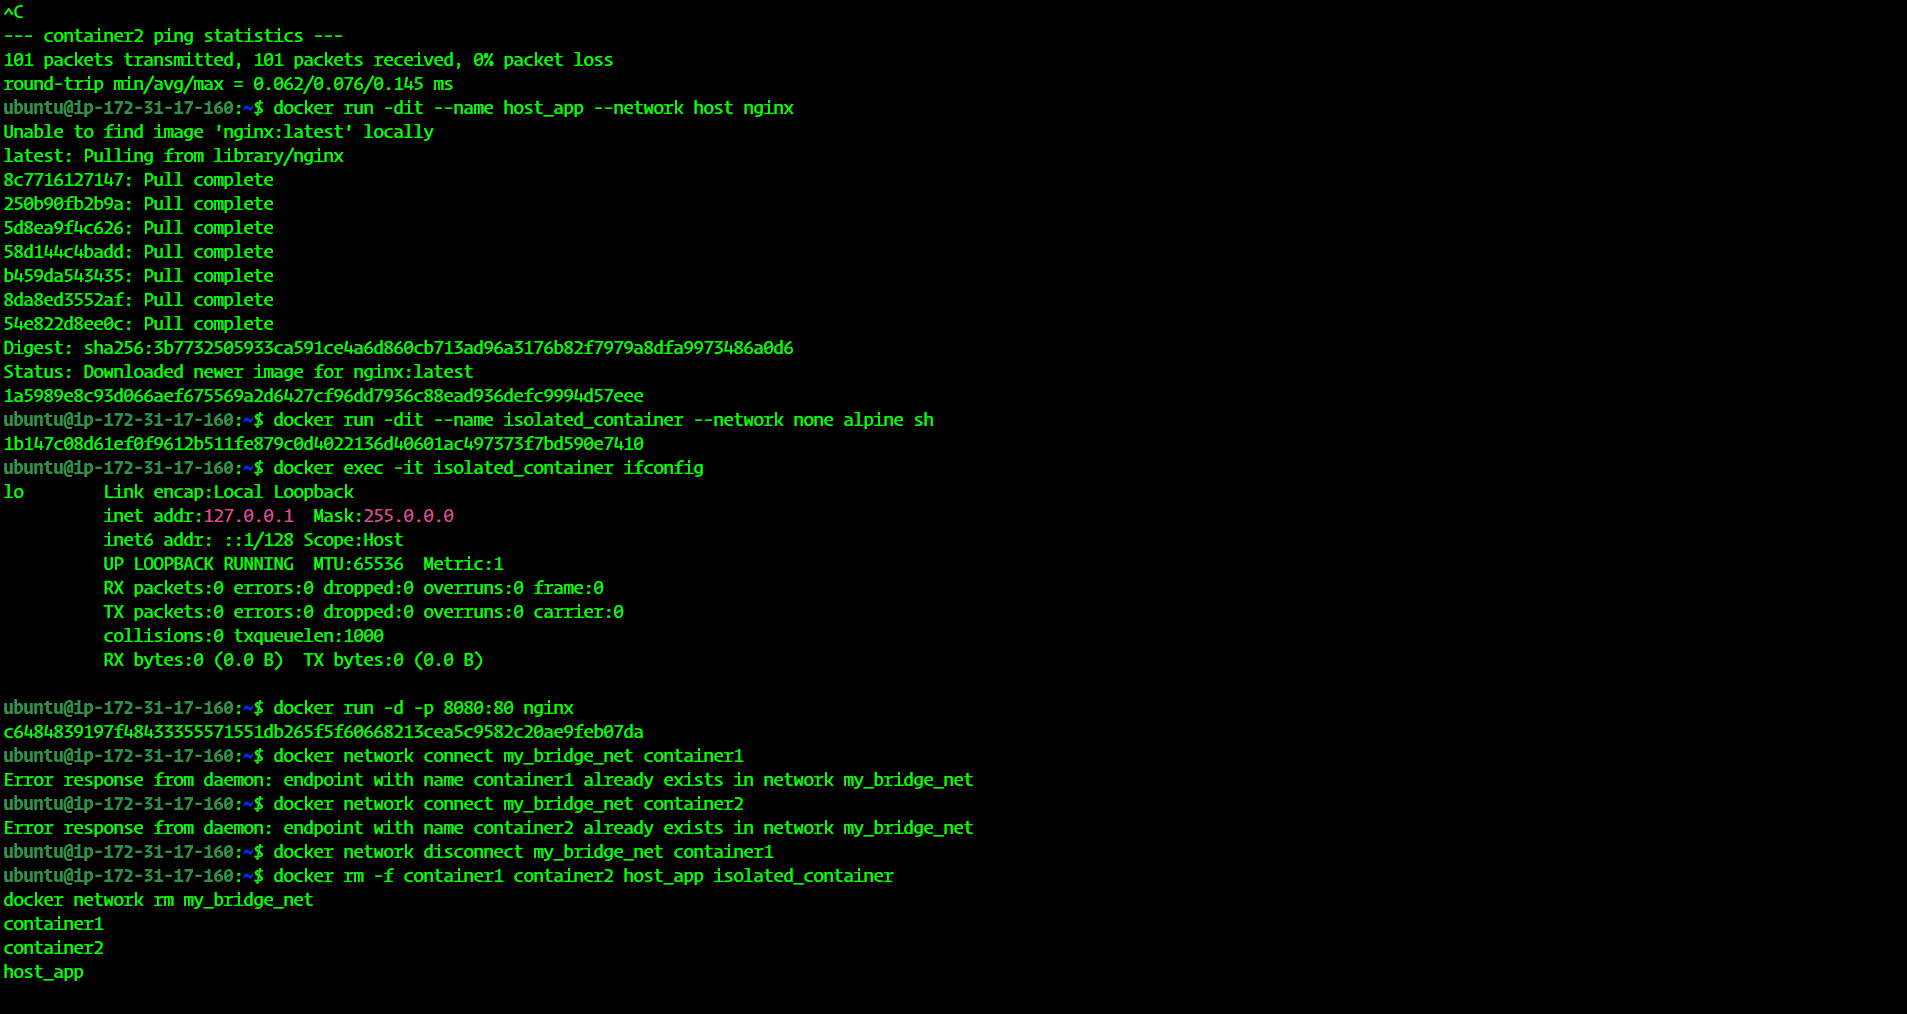 ^C
--- container2 ping statistics ---
101 packets transmitted, 101 packets received, 0% packet loss
round-trip min/avg/max = 0.062/0.076/0.145 ms
ubuntu@ip-172-31-17-160:~$ docker run -dit --name host_app --network host nginx
Unable to find image 'nginx:latest' locally
latest: Pulling from library/nginx
8c7716127147: Pull complete
250b90fb2b9a: Pull complete
5d8ea9f4c626: Pull complete
58d144c4badd: Pull complete
b459da543435: Pull complete
8da8ed3552af: Pull complete
54e822d8ee0c: Pull complete
Digest: sha256:3b7732505933ca591ce4a6d860cb713ad96a3176b82f7979a8dfa9973486a0d6
Status: Downloaded newer image for nginx:latest
1a5989e8c93d066aef675569a2d6427cf96dd7936c88ead936defc9994d57eee
ubuntu@ip-172-31-17-160:~$ docker run -dit --name isolated_container --network none alpine sh
1b147c08d61ef0f9612b511fe879c0d4022136d40601ac497373f7bd590e7410
ubuntu@ip-172-31-17-160:~$ docker exec -it isolated_container ifconfig
lo        Link encap:Local Loopback
          inet addr:127.0.0.1  Mask:255.0.0.0
          inet6 addr: ::1/128 Scope:Host
          UP LOOPBACK RUNNING  MTU:65536  Metric:1
          RX packets:0 errors:0 dropped:0 overruns:0 frame:0
          TX packets:0 errors:0 dropped:0 overruns:0 carrier:0
          collisions:0 txqueuelen:1000
          RX bytes:0 (0.0 B)  TX bytes:0 (0.0 B)
ubuntu@ip-172-31-17-160:~$ docker run -d -p 8080:80 nginx
c6484839197f48433355571551db265f5f60668213cea5c9582c20ae9feb07da
ubuntu@ip-172-31-17-160:~$ docker network connect my_bridge_net container1
Error response from daemon: endpoint with name container1 already exists in network my_bridge_net
ubuntu@ip-172-31-17-160:~$ docker network connect my_bridge_net container2
Error response from daemon: endpoint with name container2 already exists in network my_bridge_net
ubuntu@ip-172-31-17-160:~$ docker network disconnect my_bridge_net container1
ubuntu@ip-172-31-17-160:~$ docker rm -f container1 container2 host_app isolated_container
docker network rm my_bridge_net
container1
container2
host_app